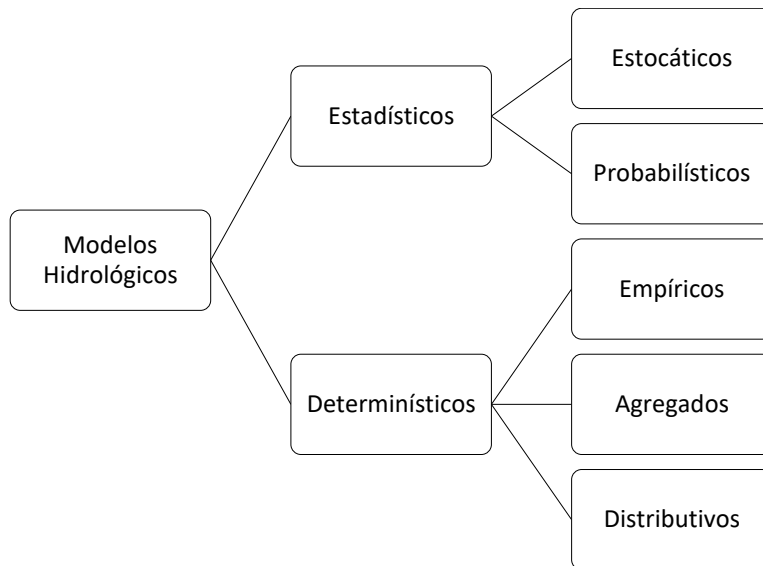 Modelos
Hidrológicos
Estadísticos
Estocáticos
Probabilísticos
Determinísticos
Empíricos
Agregados
Distributivos